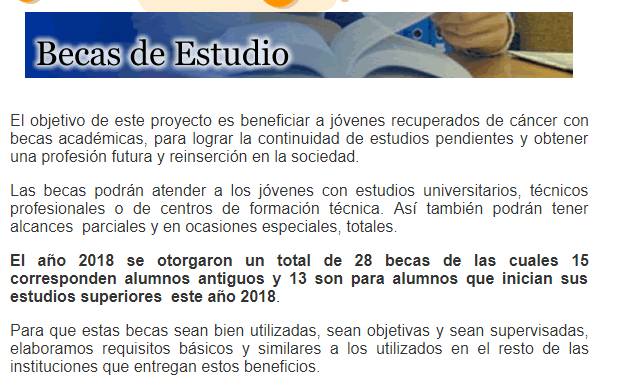 Becas de Estudio
El objetivo de este proyecto es beneficiar a jóvenes recuperados de cáncer con
becas académicas, para lograr la continuidad de estudios pendientes y obtener
una profesión futura y reinserción en la sociedad.
Las becas podrán atender a los jóvenes con estudios universitarios, técnicos
profesionales o de centros de formación técnica. Así también podrán tener
alcances parciales y en ocasiones especiales, totales.
El año 2018 se otorgaron un total de 28 becas de las cuales 15
corresponden alumnos antiguos y 13 son para alumnos que inician sus
estudios superiores este año 2018.
Para que estas becas sean bien utilizadas, sean objetivas y sean supervisadas,
elaboramos requisitos básicos y similares a los utilizados en el resto de las
instituciones que entregan estos beneficios.